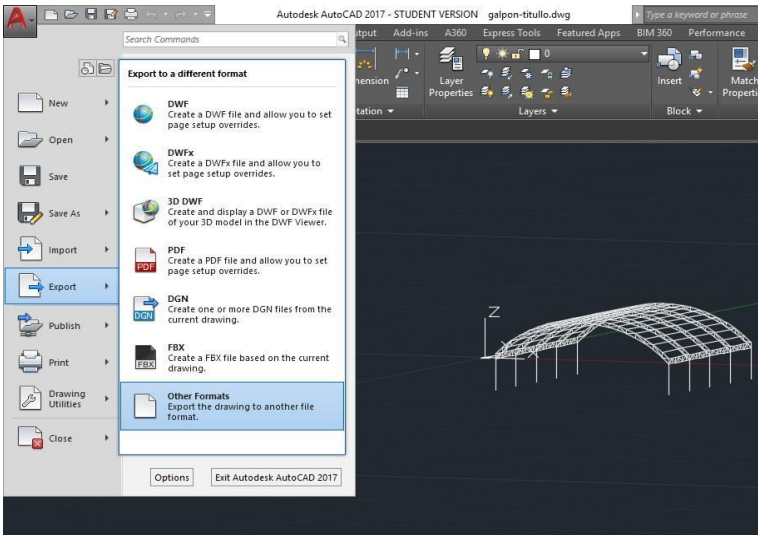 Autodesk AutoCAD 2017 - STUDENT VERSION galpon-titullo.dwg
Type a keyword or phrase
Search Commands
tput Add-ins A360 Express Tools Featured Apps BIM 360 Performance
Export to a different format
New
Open
Save
Save As
Import
Export
Publish
Print
Drawing
Utilities
Close
DWF
Create a DWF file and allow you to set
page setup overrides.
DWFx
Create a DWFx file and allow you to
set page setup overrides.
3D DWF
Create and display a DWF or DWFx file
of your 3D model in the DWF Viewer.
PDF
PDF
Create a PDF file and allow you to set
page setup overrides.
DGN
DGN
Create one or more DGN files from the
current drawing.
FBX
FBX
Create a FBX file based on the current
drawing.
Other Formats
Export the drawing to another file
format.
Options
Exit Autodesk AutoCAD 2017
mension
Layer
Properties
0
Insert
Match
Properti
tation
Layers
Block
Z
X